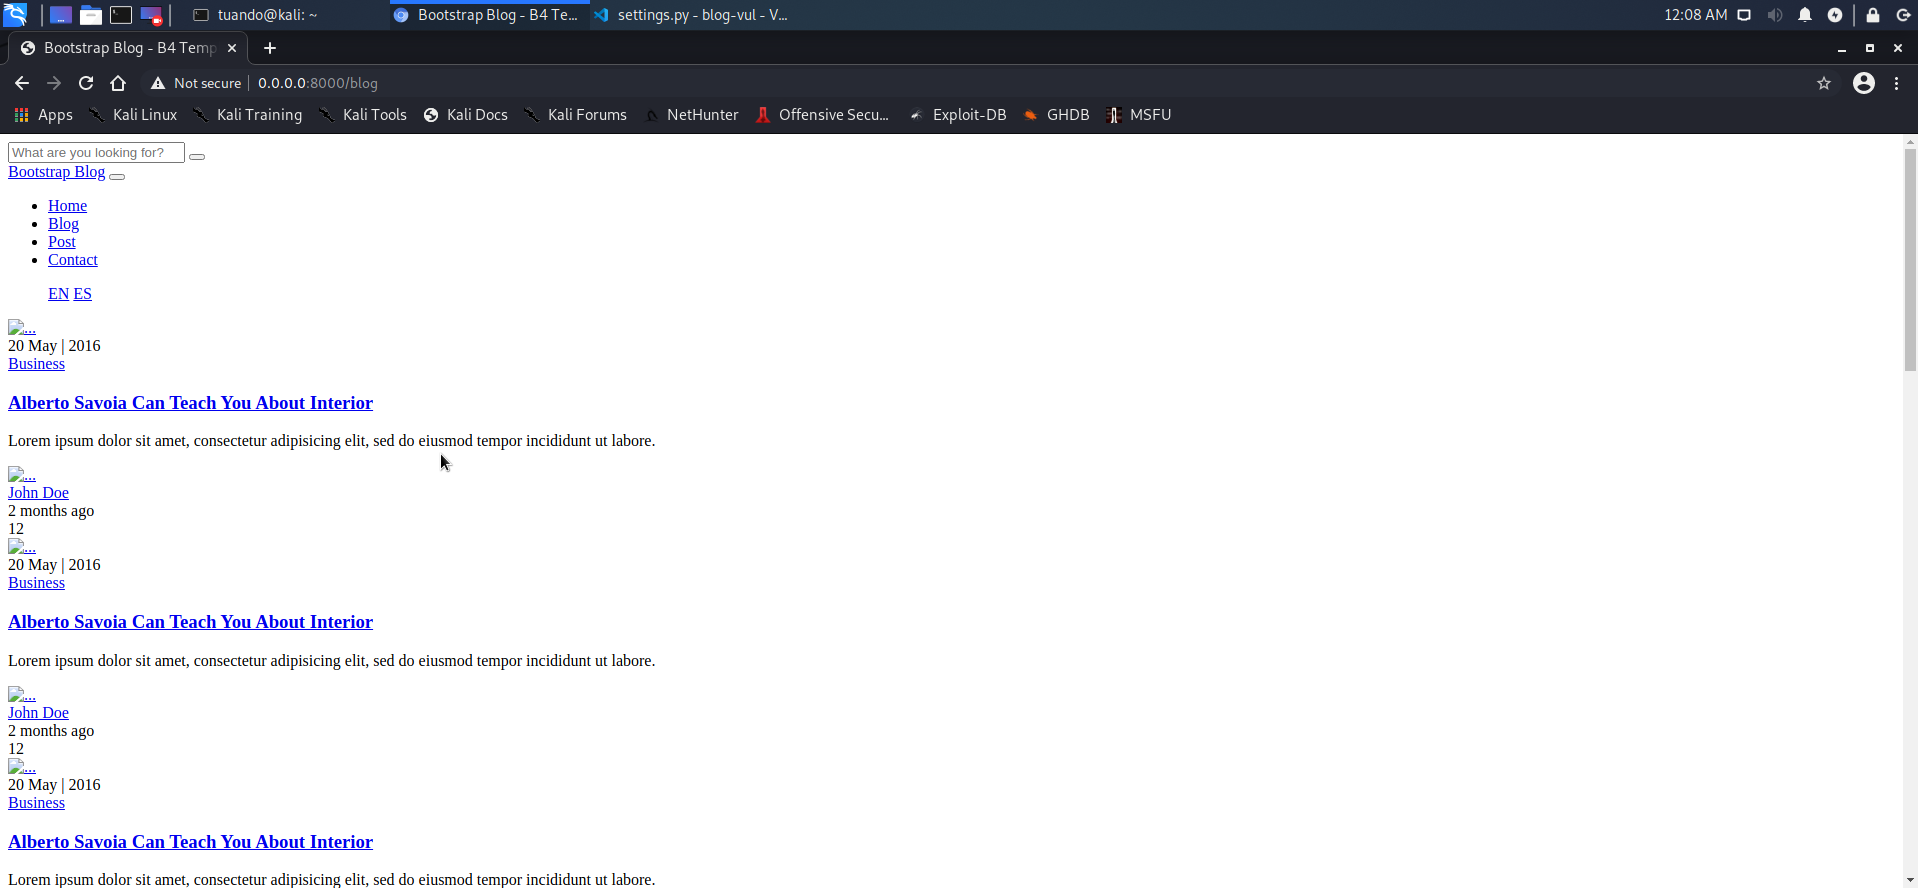 tuando@kali: ~
Bootstrap Blog - B4 Te...
settings.py - blog-vul - V...
12:08 AM
Bootstrap Blog - B4 Temp
Not secure
0.0.0.0:8000/blog
Apps
Kali Linux
Kali Training
Kali Tools
Kali Docs
Kali Forums
NetHunter
Offensive Secu...
Exploit-DB
GHDB
MSFU
What are you looking for?
Bootstrap Blog
Home
Blog
Post
Contact
EN ES
...
20 May | 2016
Business
Alberto Savoia Can Teach You About Interior
Lorem ipsum dolor sit amet, consectetur adipisicing elit, sed do eiusmod tempor incididunt ut labore.
...
John Doe
2 months ago
12
...
20 May | 2016
Business
Alberto Savoia Can Teach You About Interior
Lorem ipsum dolor sit amet, consectetur adipisicing elit, sed do eiusmod tempor incididunt ut labore.
...
John Doe
2 months ago
12
...
20 May | 2016
Business
Alberto Savoia Can Teach You About Interior
Lorem ipsum dolor sit amet, consectetur adipisicing elit, sed do eiusmod tempor incididunt ut labore.